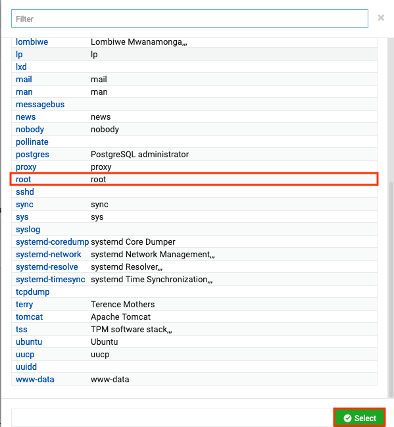 Filter
lombiwe Lombiwe Mwanamonga,,,
lp lp
lxd
mail mail
man man
messagebus
news news
nobody nobody
pollinate
postgres PostgreSQL administrator
proxy proxy
root root
sshd
sync sync
sys sys
syslog
systemd-coredump systemd Core Dumper
systemd-network systemd Network Management,,,
systemd-resolve systemd Resolver,,,
systemd-timesync systemd Time Synchronization,,,
tcpdump
terry Terence Mothers
tomcat Apache Tomcat
tss TPM software stack,,,
ubuntu Ubuntu
uucp uucp
uuidd
www-data www-data
Select